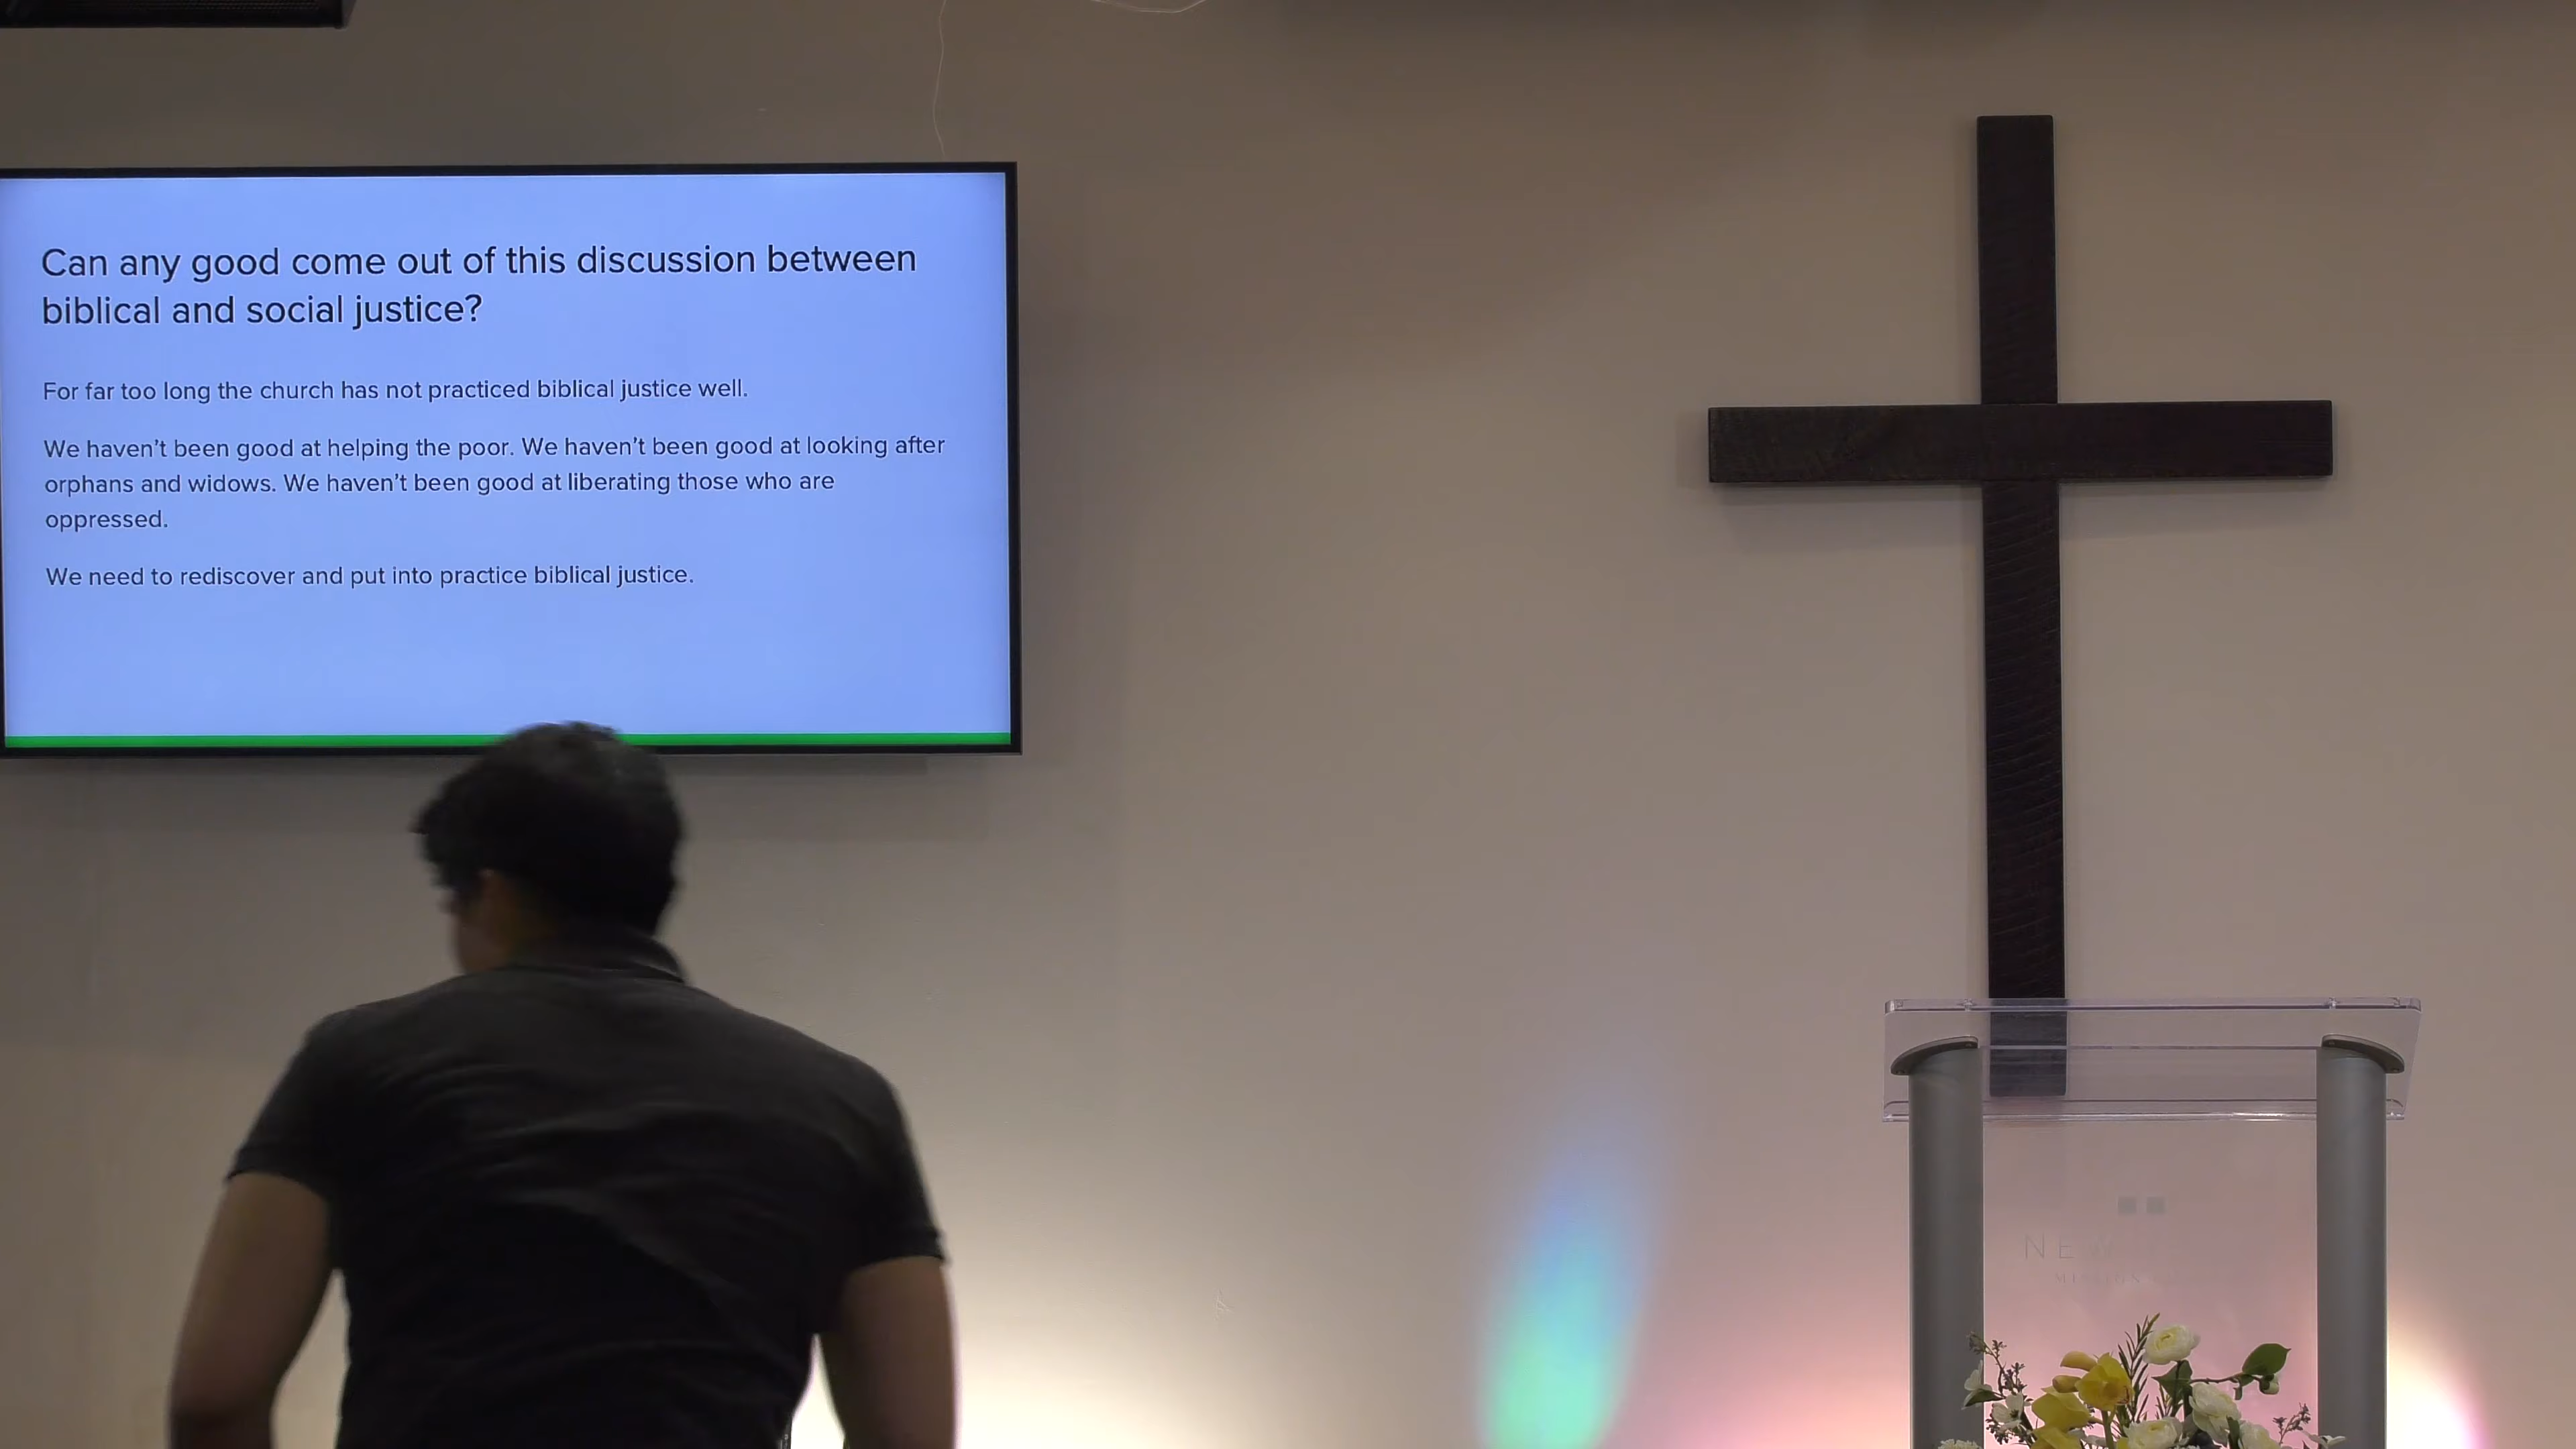 Can any good come out of this discussion between
biblical and social justice?
For far too long the church has not practiced biblical justice well.
We haven't been good at helping the poor. We haven't been good at looking after
orphans and widows. We haven't been good at liberating those who are
oppressed.
We need to rediscover and put into practice biblical justice.
NEW